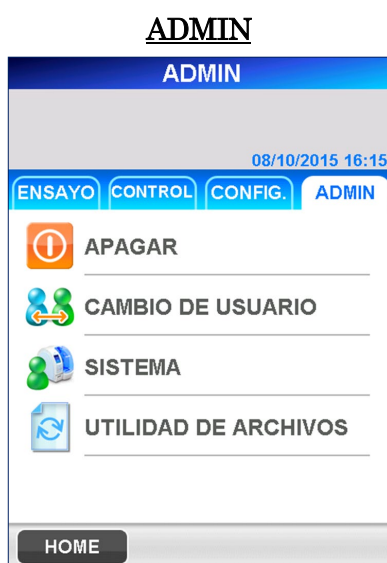 ADMIN
ADMIN
08/10/2015 16:15
ENSAYO CONTROL CONFIG. ADMIN
APAGAR
CAMBIO DE USUARIO
SISTEMA
UTILIDAD DE ARCHIVOS
HOME